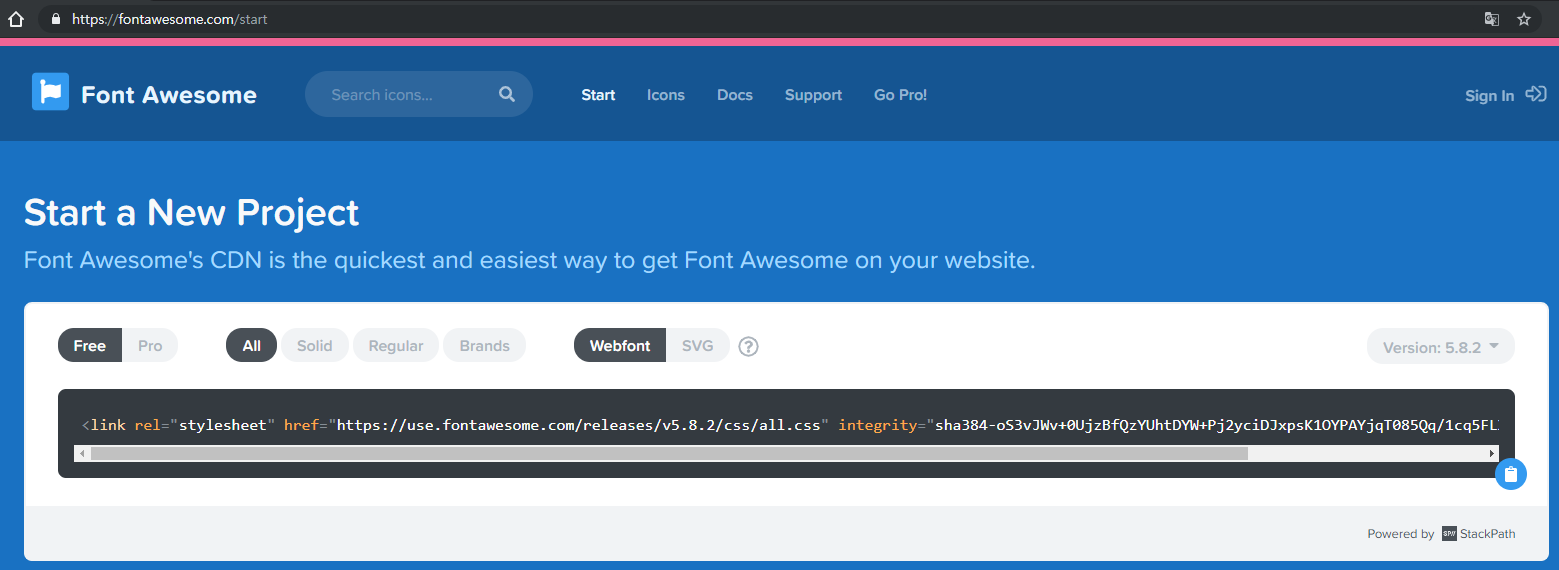 https://fontawesome.com/start
Font Awesome
Search icons...
Start
Icons
Docs
Support
Go Pro!
Sign In
Start a New Project
Font Awesome's CDN is the quickest and easiest way to get Font Awesome on your website.
Free
Pro
All
Solid
Regular
Brands
Webfont
SVG
?
Version: 5.8.2
<link rel="stylesheet" href="https://use.fontawesome.com/releases/v5.8.2/css/all.css" integrity="sha384-oS3vJWv+0UjzBfQzYUhtDYW+Pj2yciDJxpsK1OYPAYjqT085Qq/1cq5FL
Powered by SP// StackPath